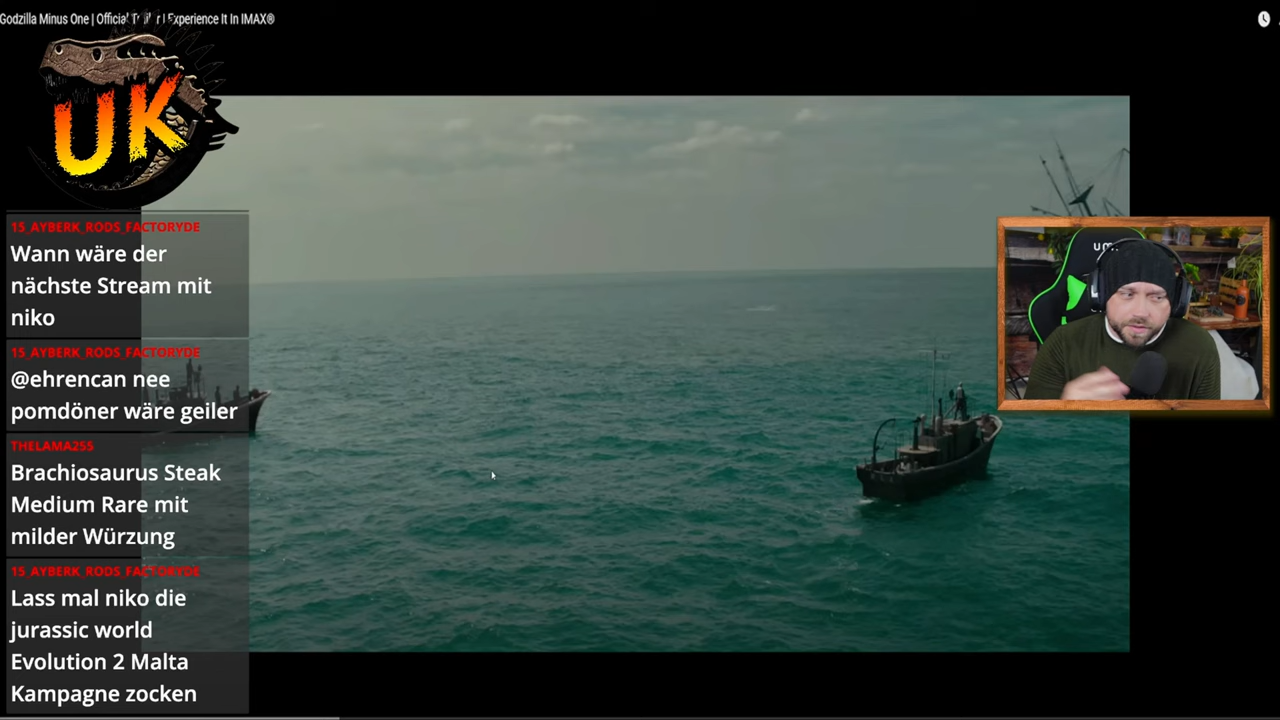 Godzilla Minus One | Official Trailer | Experience It In IMAX®
UK
15_AYBERK_RODS_FACTORYDE
Wann wäre der
nächste Stream mit
niko
15_AYBERK_RODS_FACTORYDE
@ehrencan nee
pomdöner wäre geiler
THELAMA255
Brachiosaurus Steak
Medium Rare mit
milder Würzung
15_AYBERK_RODS_FACTORYDE
Lass mal niko die
jurassic world
Evolution 2 Malta
Kampagne zocken